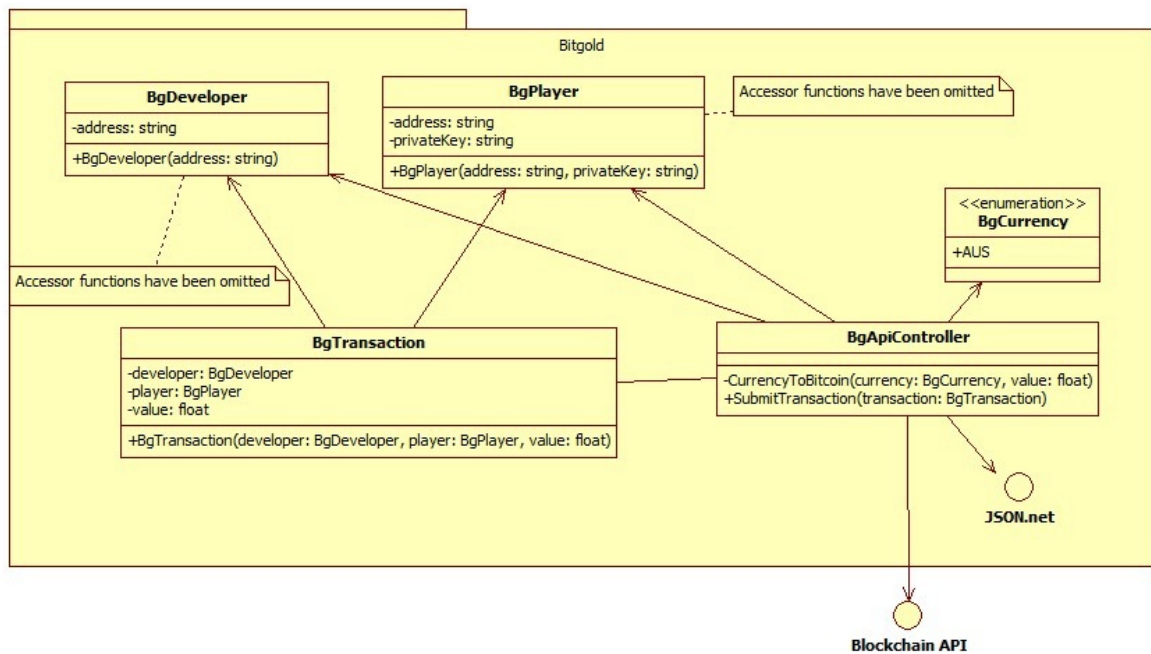 Bitgold
BgDeveloper
-address: string
+BgDeveloper(address: string)
BgPlayer
-address: string
-privateKey: string
+BgPlayer(address: string, privateKey: string)
Accessor functions have been omitted
<<enumeration>>
BgCurrency
+AUS
Accessor functions have been omitted
BgTransaction
-developer: BgDeveloper
-player: BgPlayer
-value: float
+BgTransaction(developer: BgDeveloper, player: BgPlayer, value: float)
BgApiController
-CurrencyToBitcoin(currency: BgCurrency, value: float)
+SubmitTransaction(transaction: BgTransaction)
JSON.net
Blockchain API